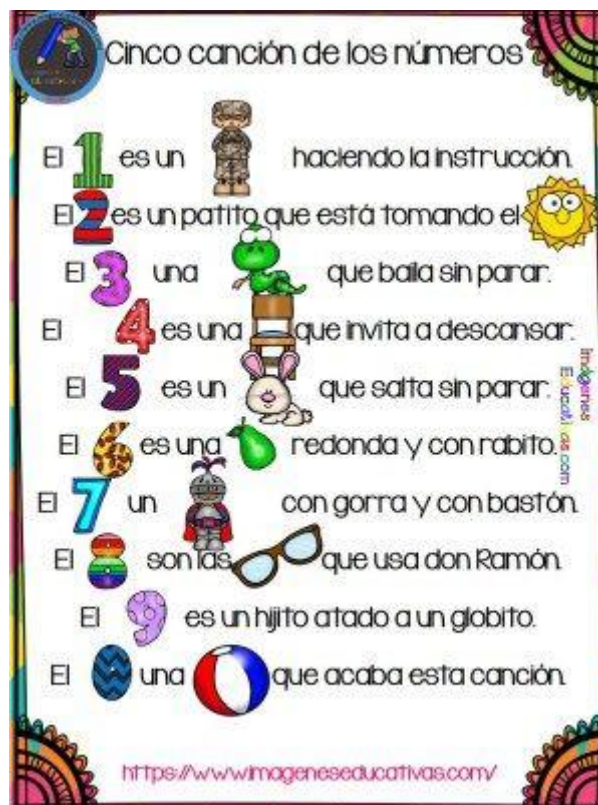 Cinco canción de los números
El 1 es un haciendo la instrucción.
El 2 es un patito que está tomando el
El 3 una que baila sin parar.
El 4 es una que invita a descansar.
El 5 es un que salta sin parar.
El 6 es una redonda y con rabito.
El 7 un con gorra y con bastón.
El 8 son las que usa don Ramón.
El 9 es un hijito atado a un globito.
El 0 una que acaba esta canción.
Imágenes
Educativas.com
https://www.imageneseducativas.com/